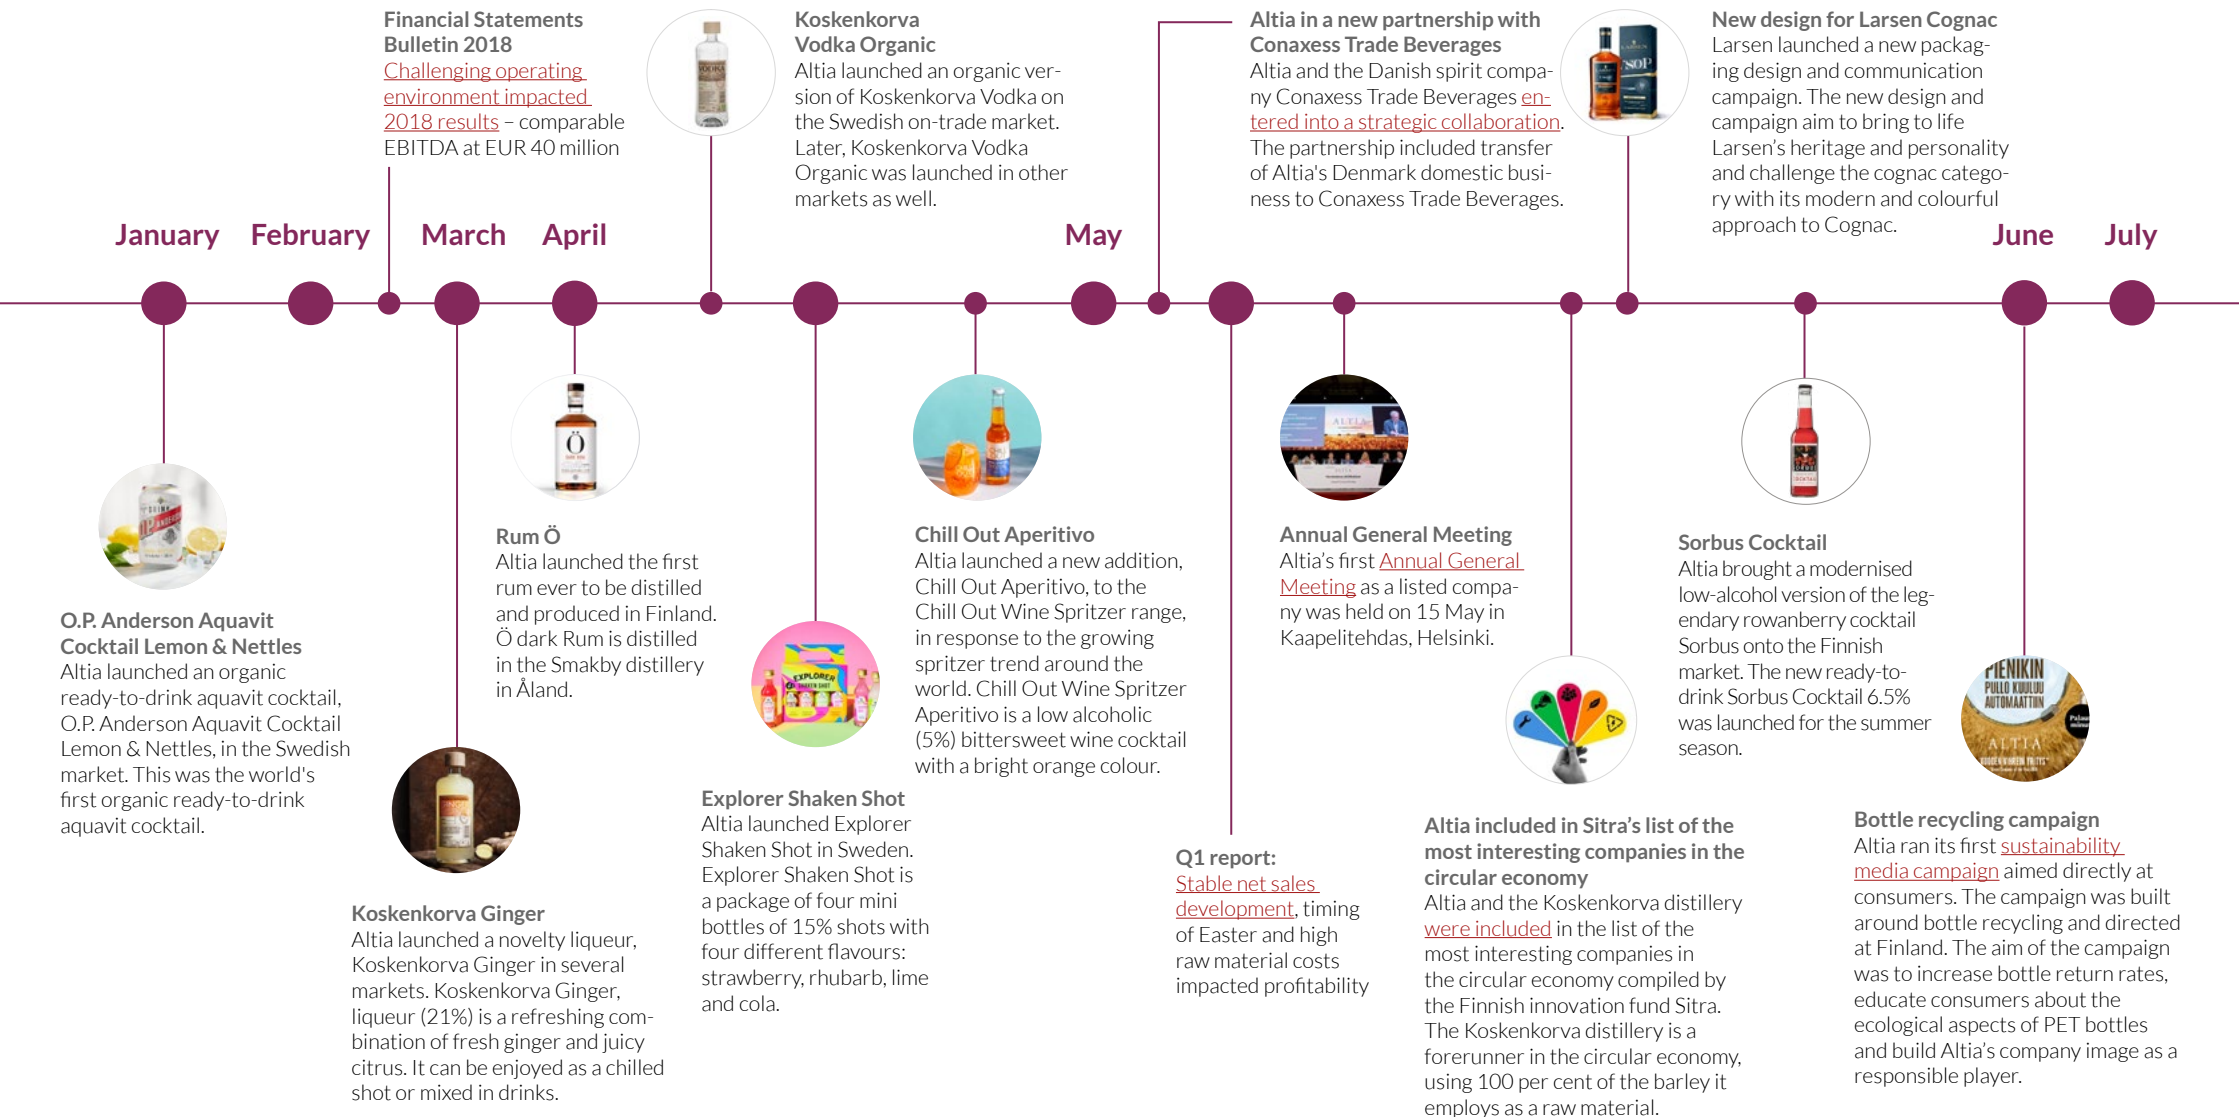 Financial Statements
Bulletin 2018
Challenging operating
environment impacted
2018 results – comparable
EBITDA at EUR 40 million
Koskenkorva
Vodka Organic
Altia launched an organic ver-
sion of Koskenkorva Vodka on
the Swedish on-trade market.
Later, Koskenkorva Vodka
Organic was launched in other
markets as well.
Altia in a new partnership with
Conaxess Trade Beverages
Altia and the Danish spirit compa-
ny Conaxess Trade Beverages en-
tered into a strategic collaboration.
The partnership included transfer
of Altia's Denmark domestic busi-
ness to Conaxess Trade Beverages.
VSOP
New design for Larsen Cognac
Larsen launched a new packag-
ing design and communication
campaign. The new design and
campaign aim to bring to life
Larsen’s heritage and personality
and challenge the cognac catego-
ry with its modern and colourful
approach to Cognac.
January
February
March
April
May
June
July
O.P. Anderson Aquavit
Cocktail Lemon & Nettles
Altia launched an organic
ready-to-drink aquavit cocktail,
O.P. Anderson Aquavit Cocktail
Lemon & Nettles, in the Swedish
market. This was the world's
first organic ready-to-drink
aquavit cocktail.
Koskenkorva Ginger
Altia launched a novelty liqueur,
Koskenkorva Ginger in several
markets. Koskenkorva Ginger,
liqueur (21%) is a refreshing com-
bination of fresh ginger and juicy
citrus. It can be enjoyed as a chilled
shot or mixed in drinks.
Ö
Rum Ö
Altia launched the first
rum ever to be distilled
and produced in Finland.
Ö dark Rum is distilled
in the Smakby distillery
in Åland.
EXPLORER
SHAKEN SHOT
Explorer Shaken Shot
Altia launched Explorer
Shaken Shot in Sweden.
Explorer Shaken Shot is
a package of four mini
bottles of 15% shots with
four different flavours:
strawberry, rhubarb, lime
and cola.
Chill Out Aperitivo
Altia launched a new addition,
Chill Out Aperitivo, to the
Chill Out Wine Spritzer range,
in response to the growing
spritzer trend around the
world. Chill Out Wine Spritzer
Aperitivo is a low alcoholic
(5%) bittersweet wine cocktail
with a bright orange colour.
Q1 report:
Stable net sales
development, timing
of Easter and high
raw material costs
impacted profitability
ALTIA
Annual General Meeting
Altia’s first Annual General
Meeting as a listed compa-
ny was held on 15 May in
Kaapelitehdas, Helsinki.
Altia included in Sitra’s list of the
most interesting companies in the
circular economy
Altia and the Koskenkorva distillery
were included in the list of the
most interesting companies in
the circular economy compiled by
the Finnish innovation fund Sitra.
The Koskenkorva distillery is a
forerunner in the circular economy,
using 100 per cent of the barley it
employs as a raw material.
Sorbus Cocktail
Altia brought a modernised
low-alcohol version of the leg-
endary rowanberry cocktail
Sorbus onto the Finnish
market. The new ready-to-
drink Sorbus Cocktail 6.5%
was launched for the summer
season.
PIENIKIN
PULLO KUULUU
AUTOMAATTIIN
ALTIA
Bottle recycling campaign
Altia ran its first sustainability
media campaign aimed directly at
consumers. The campaign was built
around bottle recycling and directed
at Finland. The aim of the campaign
was to increase bottle return rates,
educate consumers about the
ecological aspects of PET bottles
and build Altia’s company image as a
responsible player.